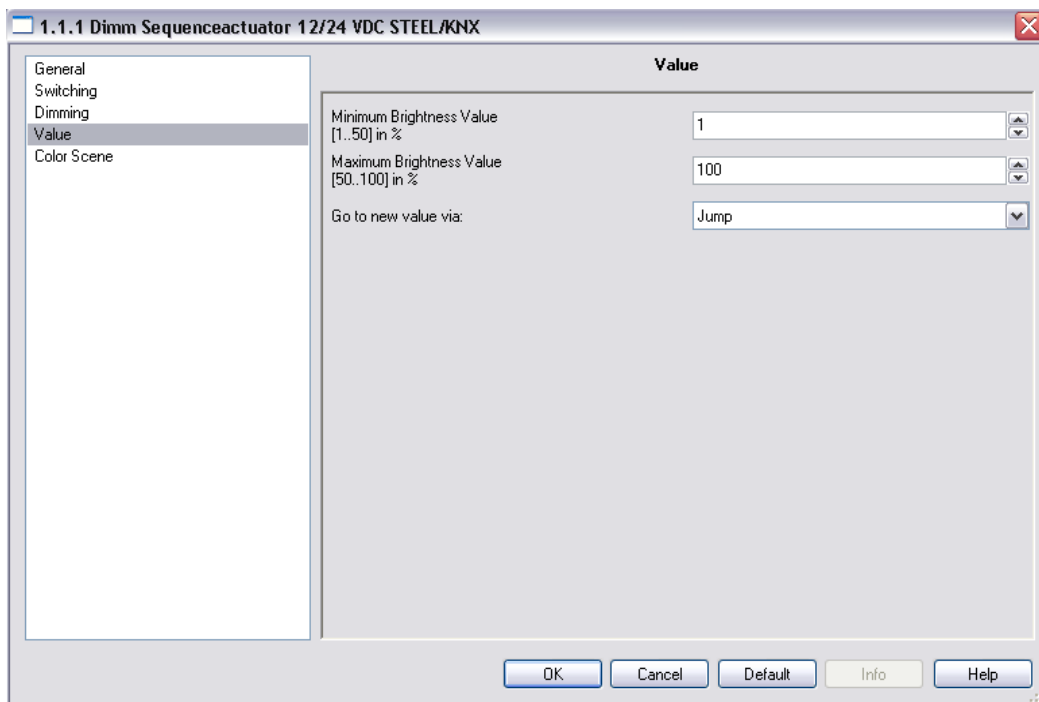 1.1.1 Dimm Sequenceactuator 12/24 VDC STEEL/KNX
General
Switching
Dimming
Value
Color Scene
Value
Minimum Brightness Value
[1..50] in %
1
Maximum Brightness Value
[50..100] in %
100
Go to new value via:
Jump
OK
Cancel
Default
Info
Help